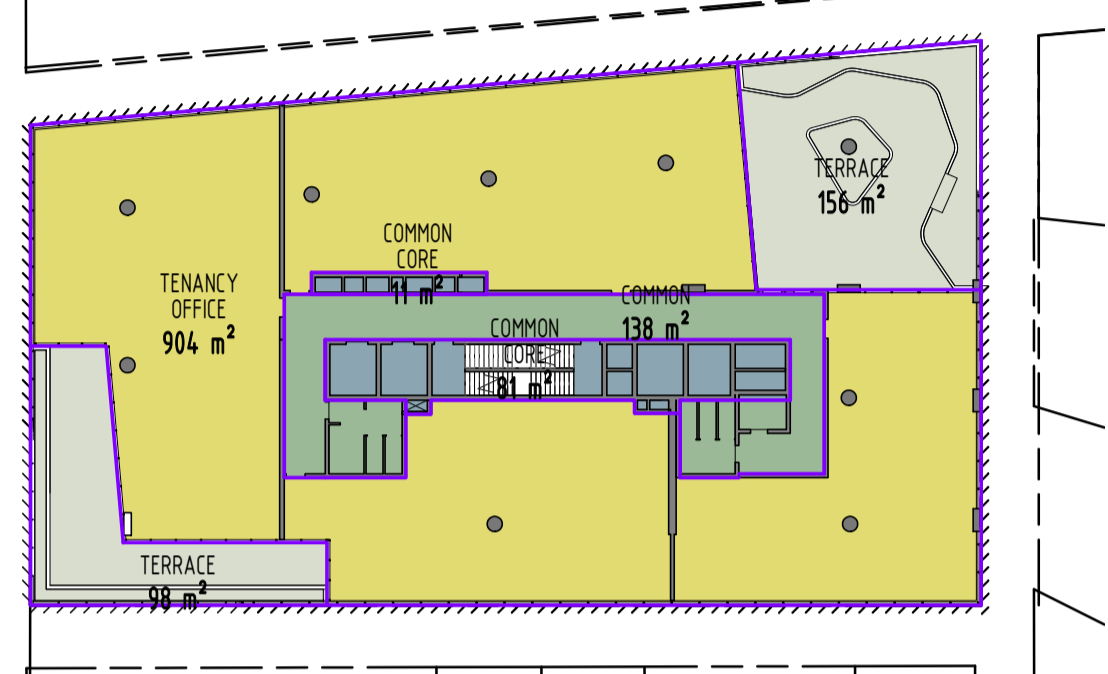 TERRACE
156 m²
COMMON
CORE
11 m²
TENANCY
OFFICE
904 m²
COMMON
138 m²
COMMON
CORE
81 m²
TERRACE
98 m²